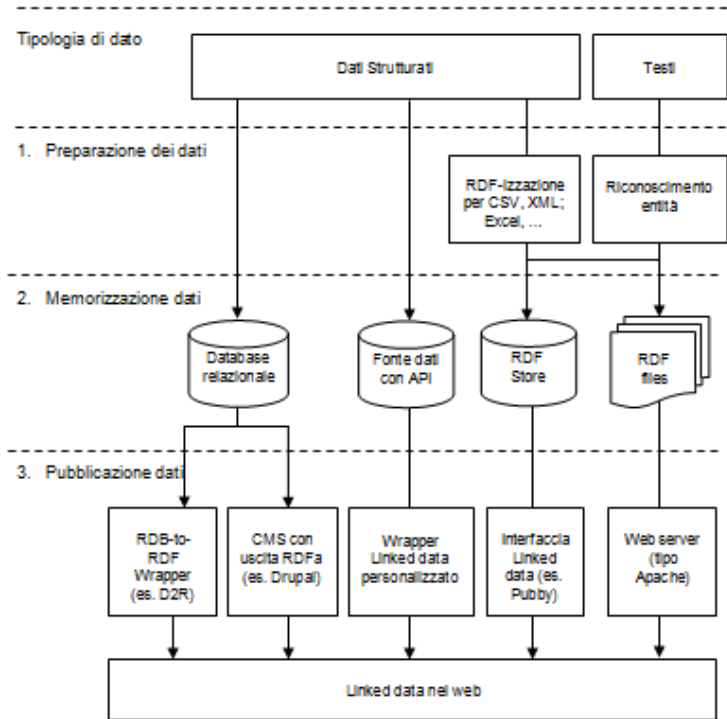 Tipologia di dato
Dati Strutturati
Testi
1. Preparazione dei dati
RDF-izzazione
per CSV, XML;
Excel, ...
Riconoscimento
entità
2. Memorizzazione dati
Database
relazionale
Fonte dati
con API
RDF
Store
RDF
files
3. Pubblicazione dati
RDB-to-
RDF
Wrapper
(es. D2R)
CMS con
uscita RDFa
(es. Drupal)
Wrapper
Linked data
personalizzato
Interfaccia
Linked
data (es.
Pubby)
Web server
(tipo
Apache)
Linked data nel web